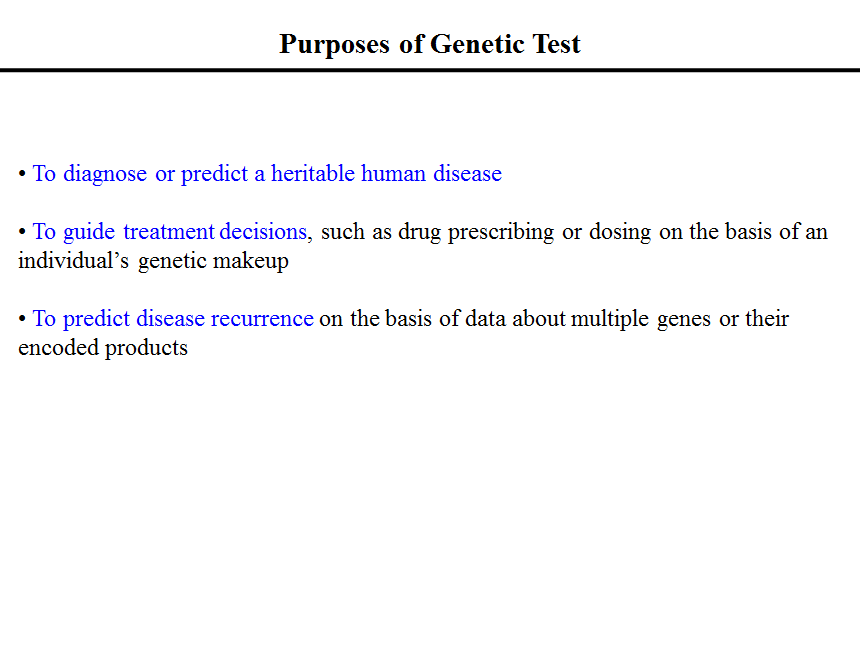 Purposes of Genetic Test
• To diagnose or predict a heritable human disease
• To guide treatment decisions, such as drug prescribing or dosing on the basis of an
individual’s genetic makeup
• To predict disease recurrence on the basis of data about multiple genes or their
encoded products